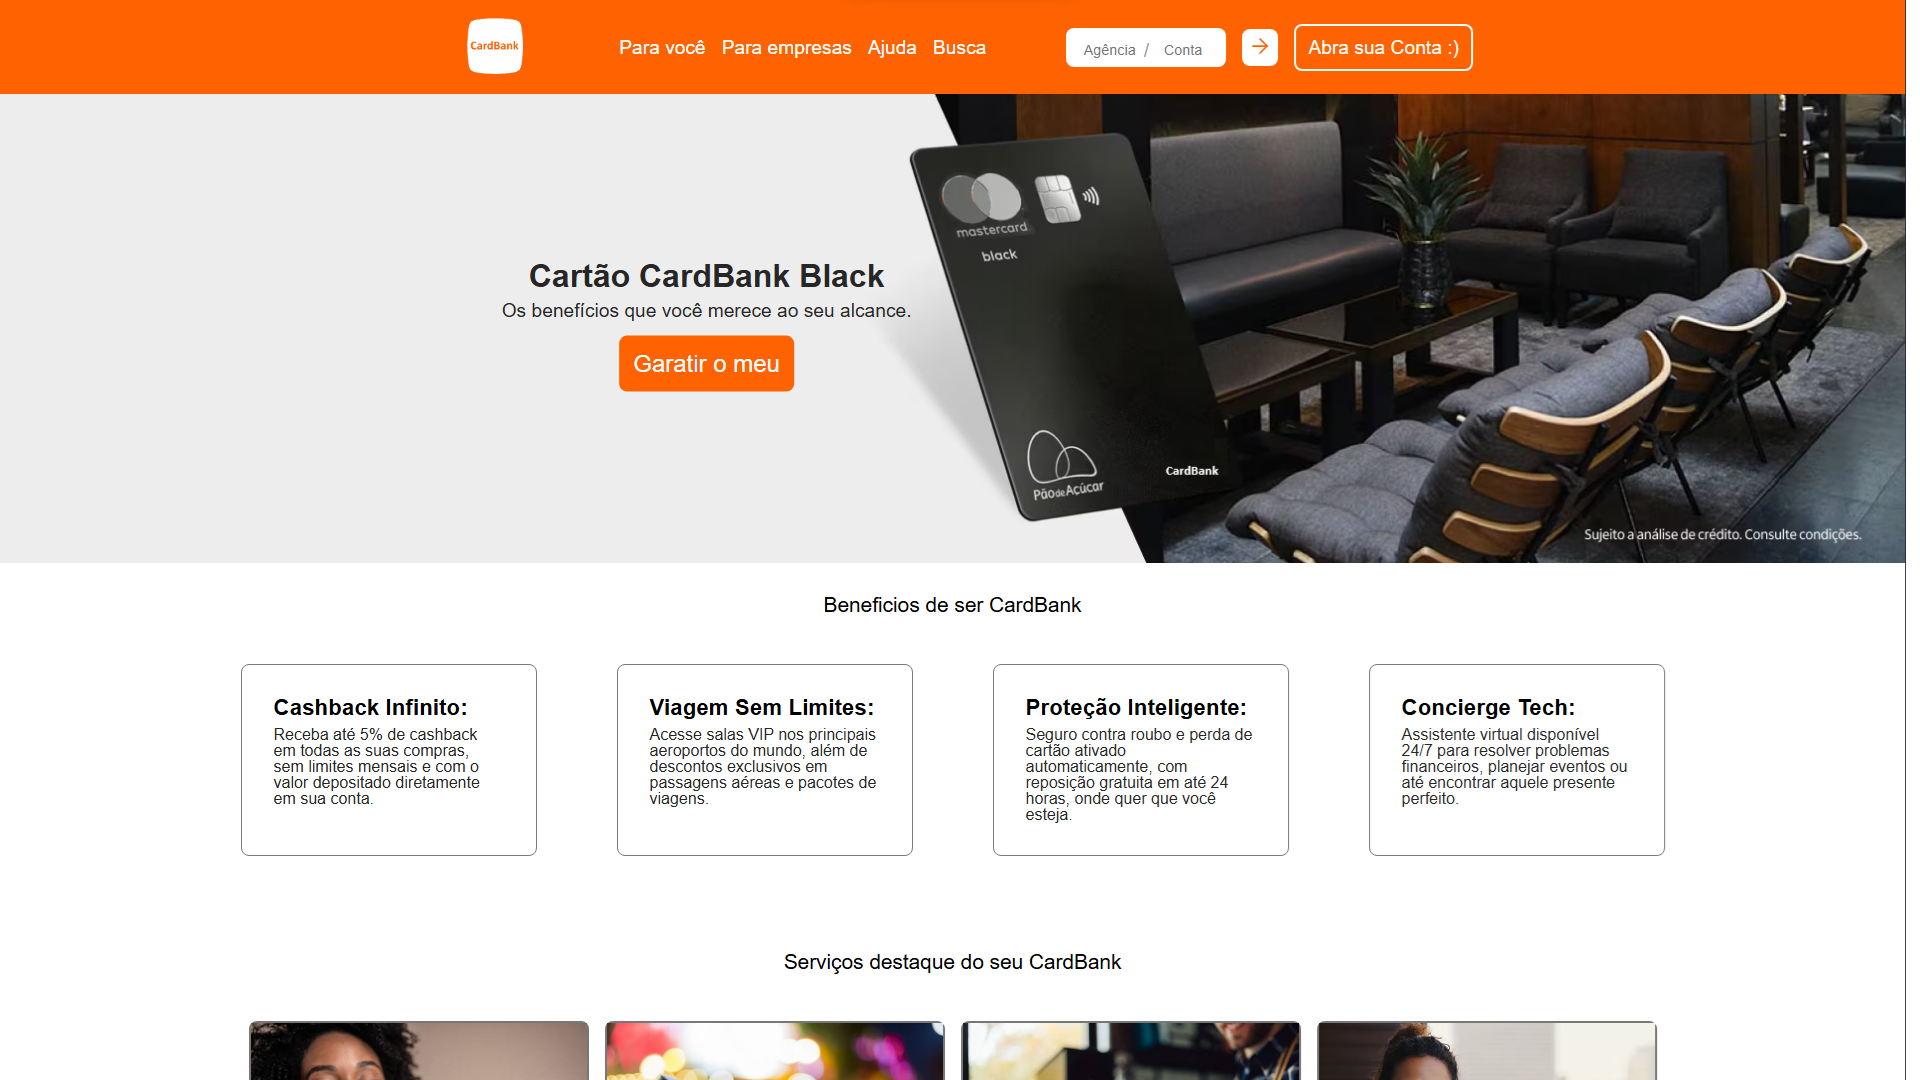 CardBank
Para você
Para empresas
Ajuda
Busca
Agência / Conta
Abra sua Conta :)
mastercard
black
Cartão CardBank Black
Os benefícios que você merece ao seu alcance.
Garatir o meu
CardBank
Pão de Açúcar
Sujeito a análise de crédito. Consulte condições.
Beneficios de ser CardBank
Cashback Infinito:
Receba até 5% de cashback
em todas as suas compras,
sem limites mensais e com o
valor depositado diretamente
em sua conta.
Viagem Sem Limites:
Acesse salas VIP nos principais
aeroportos do mundo, além de
descontos exclusivos em
passagens aéreas e pacotes de
viagens.
Proteção Inteligente:
Seguro contra roubo e perda de
cartão ativado
automaticamente, com
reposição gratuita em até 24
horas, onde quer que você
esteja.
Concierge Tech:
Assistente virtual disponível
24/7 para resolver problemas
financeiros, planejar eventos ou
até encontrar aquele presente
perfeito.
Serviços destaque do seu CardBank